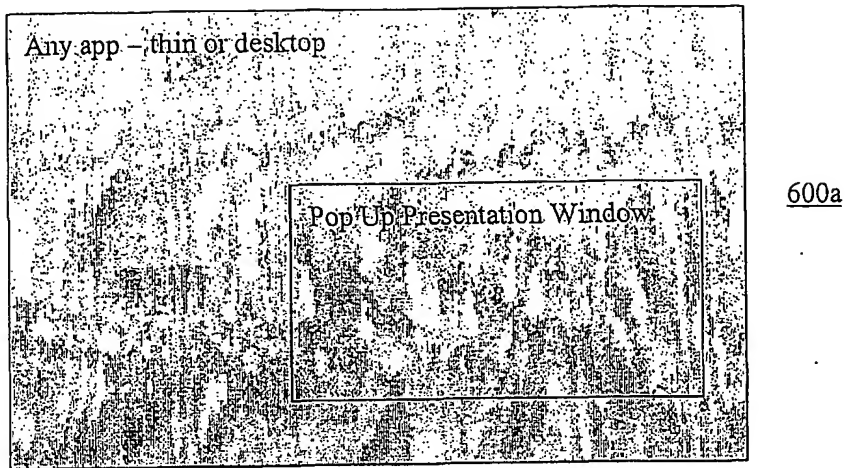 Any app – thin or desktop
600a
Pop Up Presentation Window